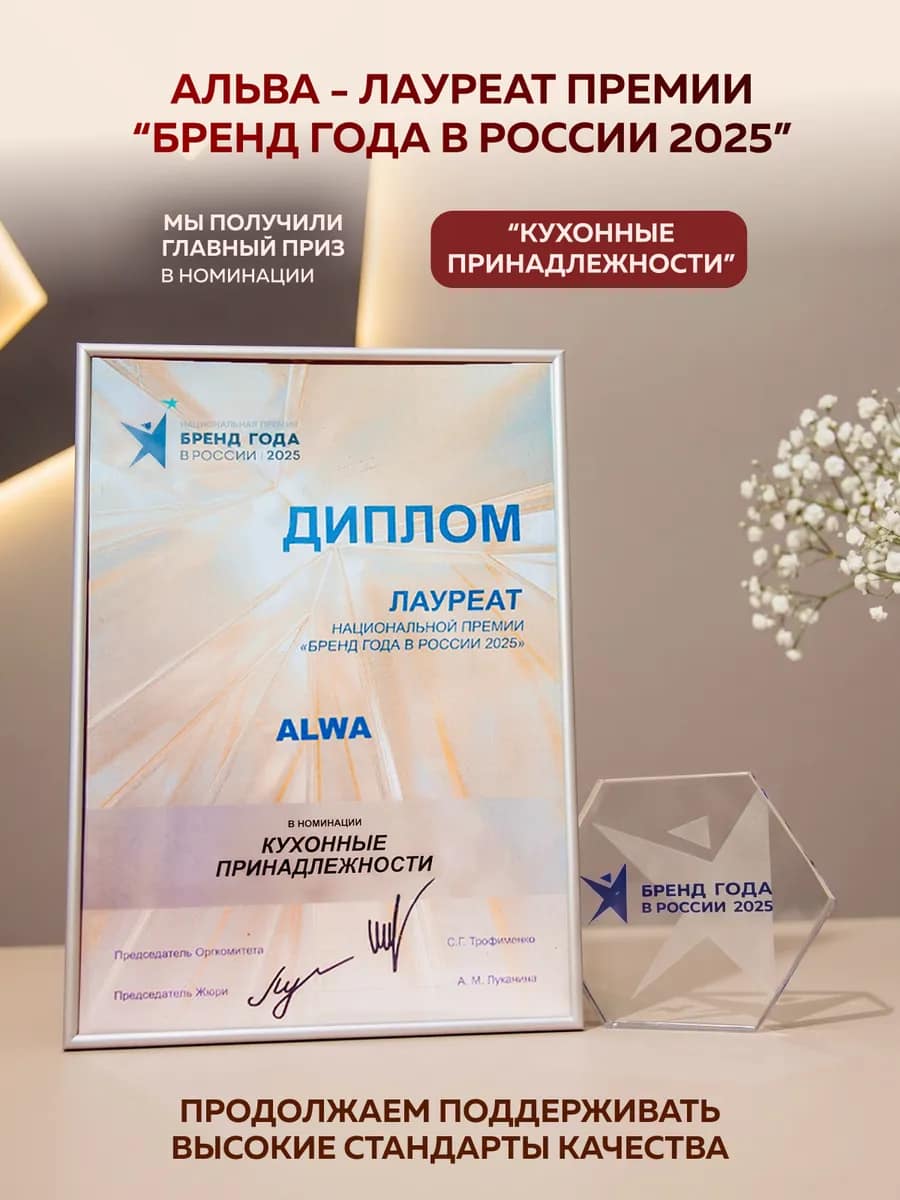 АЛЬВА - ЛАУРЕАТ ПРЕМИИ
“БРЕНД ГОДА В РОССИИ 2025”
МЫ ПОЛУЧИЛИ
ГЛАВНЫЙ ПРИЗ
В НОМИНАЦИИ
“КУХОННЫЕ
ПРИНАДЛЕЖНОСТИ”
НАЦИОНАЛЬНАЯ ПРЕМИЯ
БРЕНД ГОДА
В РОССИИ | 2025
ДИПЛОМ
ЛАУРЕАТ
НАЦИОНАЛЬНОЙ ПРЕМИИ
«БРЕНД ГОДА В РОССИИ 2025»
ALWA
В НОМИНАЦИИ
КУХОННЫЕ
ПРИНАДЛЕЖНОСТИ
Председатель Оргкомитета
С.Г. Трофименко
Председатель Жюри
А. М. Луканина
БРЕНД ГОДА
В РОССИИ 2025
ПРОДОЛЖАЕМ ПОДДЕРЖИВАТЬ
ВЫСОКИЕ СТАНДАРТЫ КАЧЕСТВА